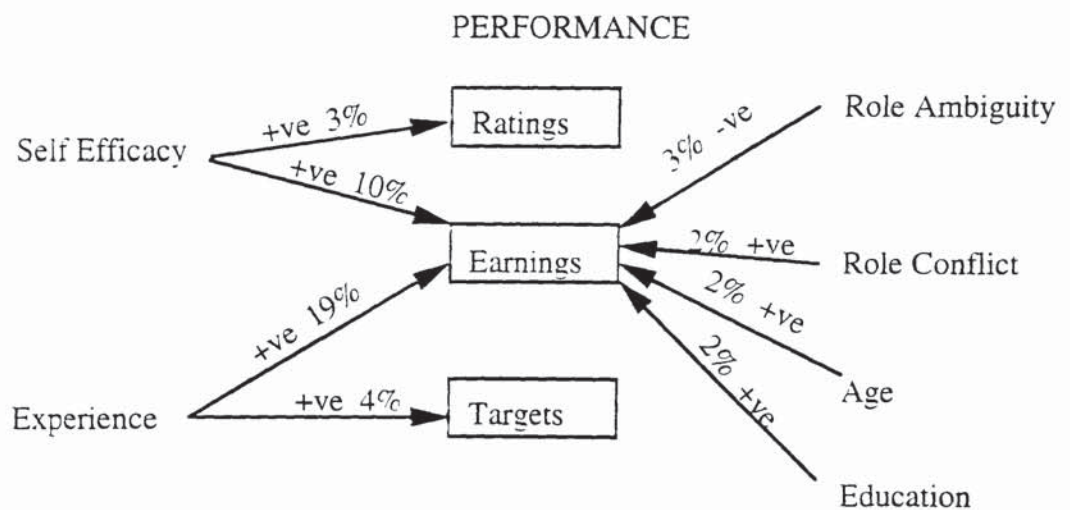 PERFORMANCE
Ratings
Role Ambiguity
+ve 3%
3% -ve
Self Efficacy
+ve 10%
Earnings
2% +ve
Role Conflict
+ve 19%
2% +ve
2% +ve
Age
Experience
+ve 4%
Targets
Education